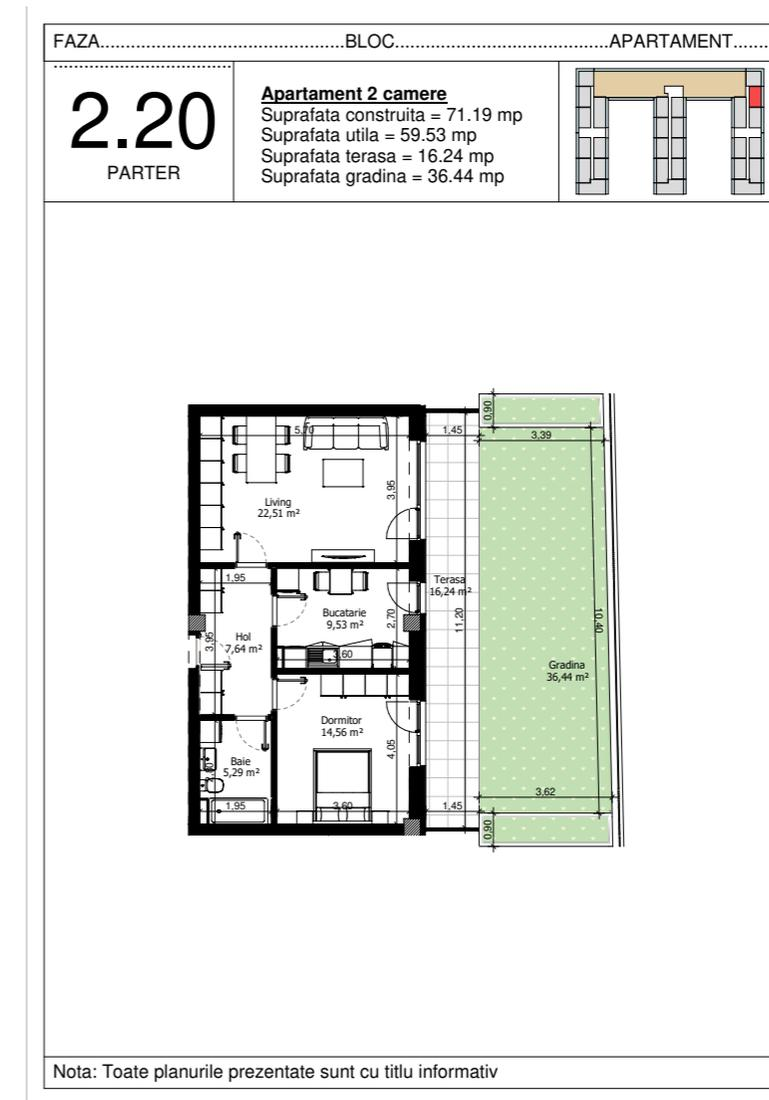 FAZA................................................BLOC..........................................APARTAMENT.......
2.20
PARTER
Apartament 2 camere
Suprafata construita = 71.19 mp
Suprafata utila = 59.53 mp
Suprafata terasa = 16.24 mp
Suprafata gradina = 36.44 mp
0,90
5,70
1,45
3,39
3,95
Living
22,51 m²
1,95
Terasa
16,24 m²
Bucatarie
9,53 m²
2,70
11,20
10,40
Hol
7,64 m²
3,95
3,60
Gradina
36,44 m²
Dormitor
14,56 m²
4,05
Baie
5,29 m²
3,62
1,95
3,60
1,45
0,90
Nota: Toate planurile prezentate sunt cu titlu informativ